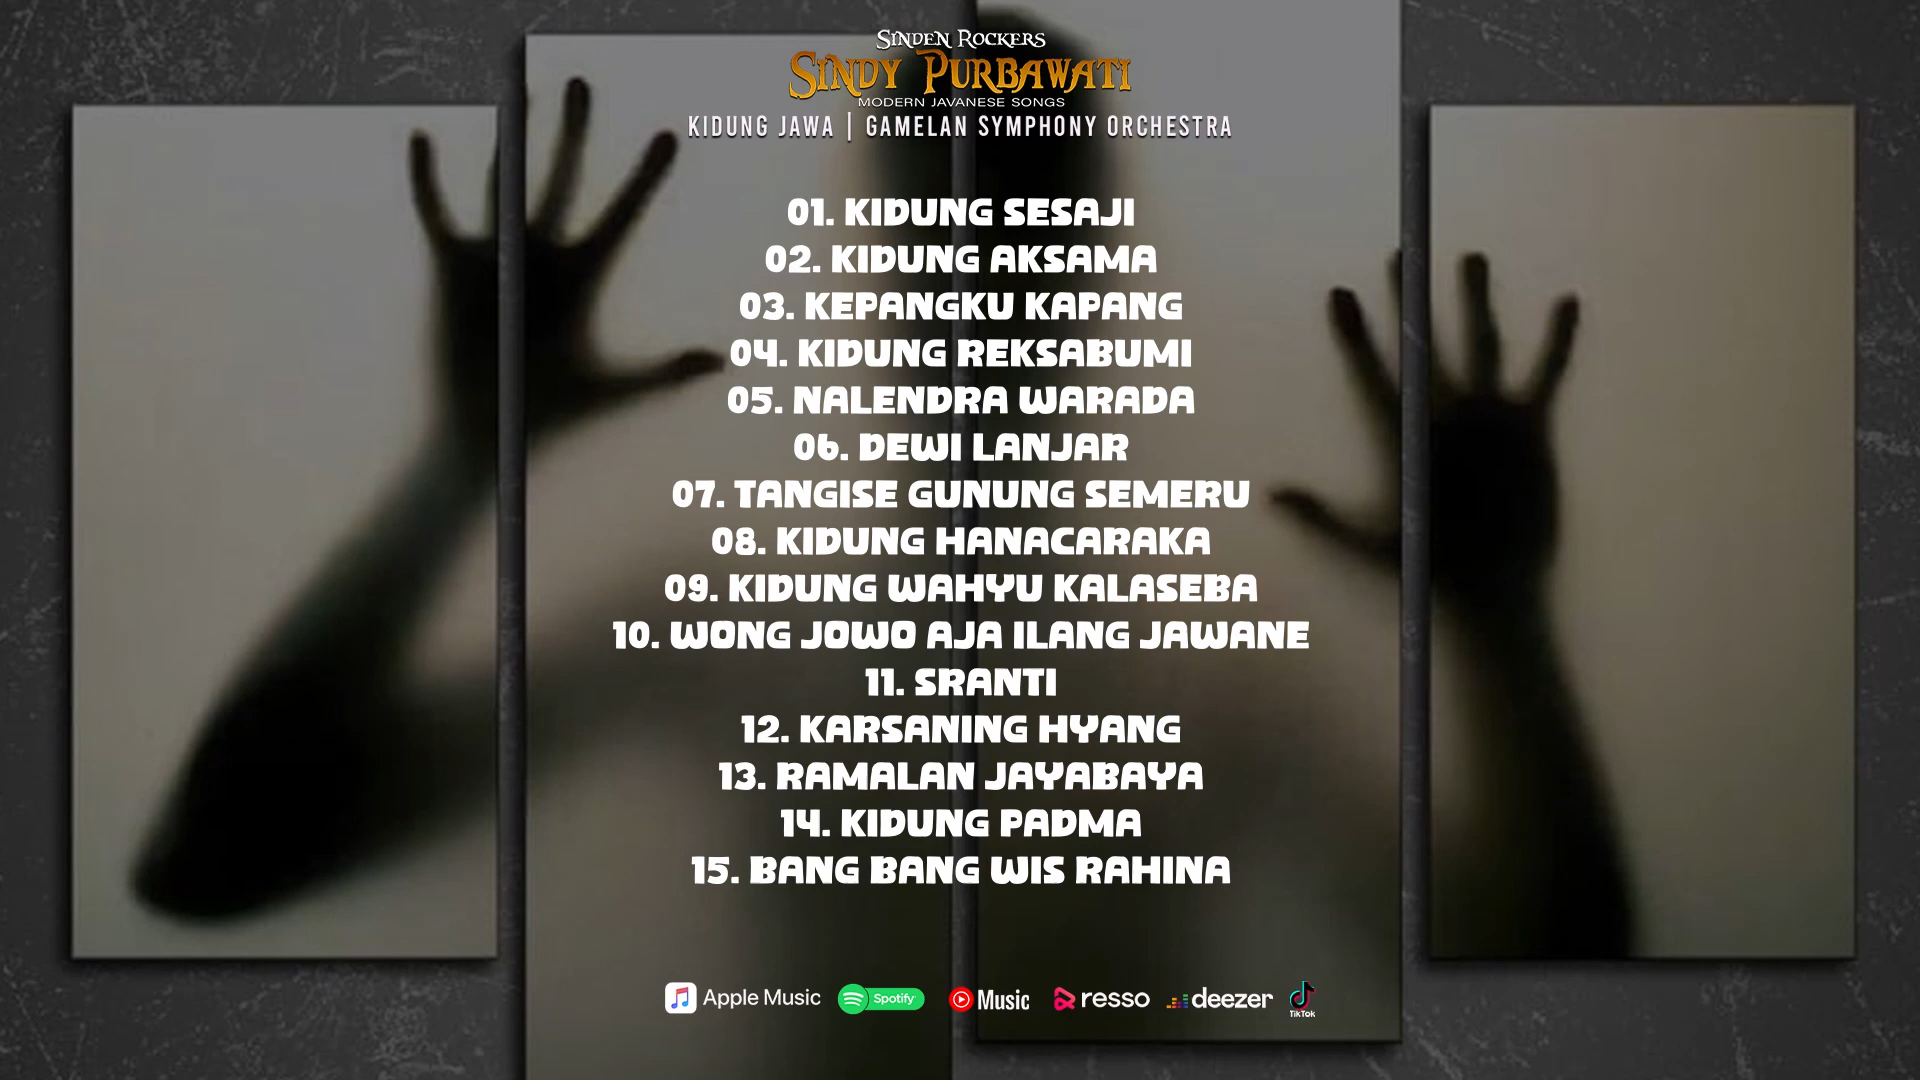 SINDEN ROCKERS
SINDY PURBAWATI
MODERN JAVANESE SONGS
KIDUNG JAWA | GAMELAN SYMPHONY ORCHESTRA
01. KIDUNG SESAJI
02. KIDUNG AKSAMA
03. KEPANGKU KAPANG
04. KIDUNG REKSABUMI
05. NALENDRA WARADA
06. DEWI LANJAR
07. TANGISE GUNUNG SEMERU
08. KIDUNG HANACARAKA
09. KIDUNG WAHYU KALASEBA
10. WONG JOWO AJA ILANG JAWANE
11. SRANTI
12. KARSANING HYANG
13. RAMALAN JAYABAYA
14. KIDUNG PADMA
15. BANG BANG WIS RAHINA
Apple Music Spotify Music resso deezer TikTok